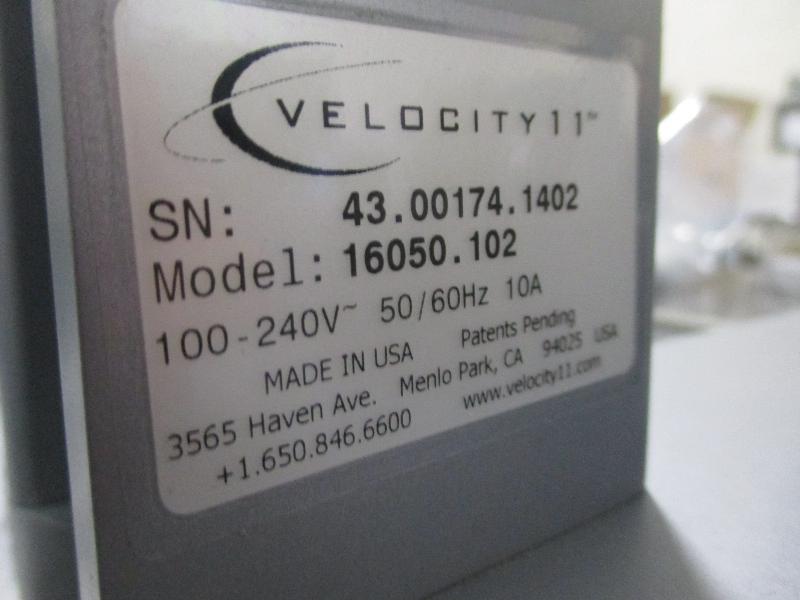 VELOCITY11™
SN: 43.00174.1402
Model: 16050.102
100-240V~ 50/60Hz 10A
MADE IN USA Patents Pending
3565 Haven Ave. Menlo Park, CA 94025 USA
+1.650.846.6600 www.velocity11.com